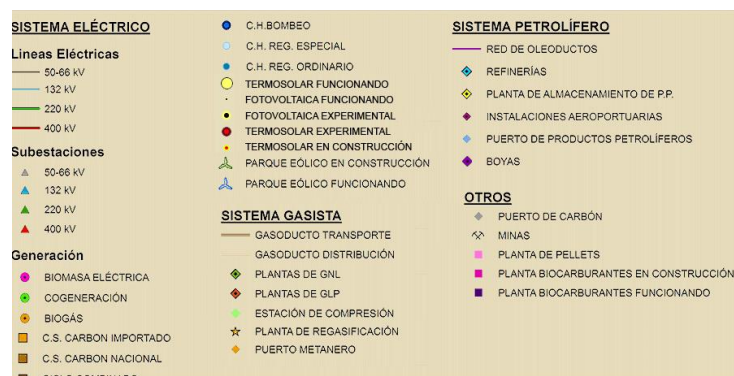 SISTEMA ELÉCTRICO
Lineas Eléctricas
50-66 kV
132 kV
220 kV
400 kV
Subestaciones
50-66 kV
132 kV
220 kV
400 kV
Generación
BIOMASA ELÉCTRICA
COGENERACIÓN
BIOGÁS
C.S. CARBON IMPORTADO
C.S. CARBON NACIONAL
C.H.BOMBEO
C.H. REG. ESPECIAL
C.H. REG. ORDINARIO
TERMOSOLAR FUNCIONANDO
FOTOVOLTAICA FUNCIONANDO
FOTOVOLTAICA EXPERIMENTAL
TERMOSOLAR EXPERIMENTAL
TERMOSOLAR EN CONSTRUCCIÓN
PARQUE EÓLICO EN CONSTRUCCIÓN
PARQUE EÓLICO FUNCIONANDO
SISTEMA GASISTA
GASODUCTO TRANSPORTE
GASODUCTO DISTRIBUCIÓN
PLANTAS DE GNL
PLANTAS DE GLP
ESTACIÓN DE COMPRESIÓN
PLANTA DE REGASIFICACIÓN
PUERTO METANERO
SISTEMA PETROLÍFERO
RED DE OLEODUCTOS
REFINERÍAS
PLANTA DE ALMACENAMIENTO DE P.P.
INSTALACIONES AEROPORTUARIAS
PUERTO DE PRODUCTOS PETROLÍFEROS
BOYAS
OTROS
PUERTO DE CARBÓN
MINAS
PLANTA DE PELLETS
PLANTA BIOCARBURANTES EN CONSTRUCCIÓN
PLANTA BIOCARBURANTES FUNCIONANDO